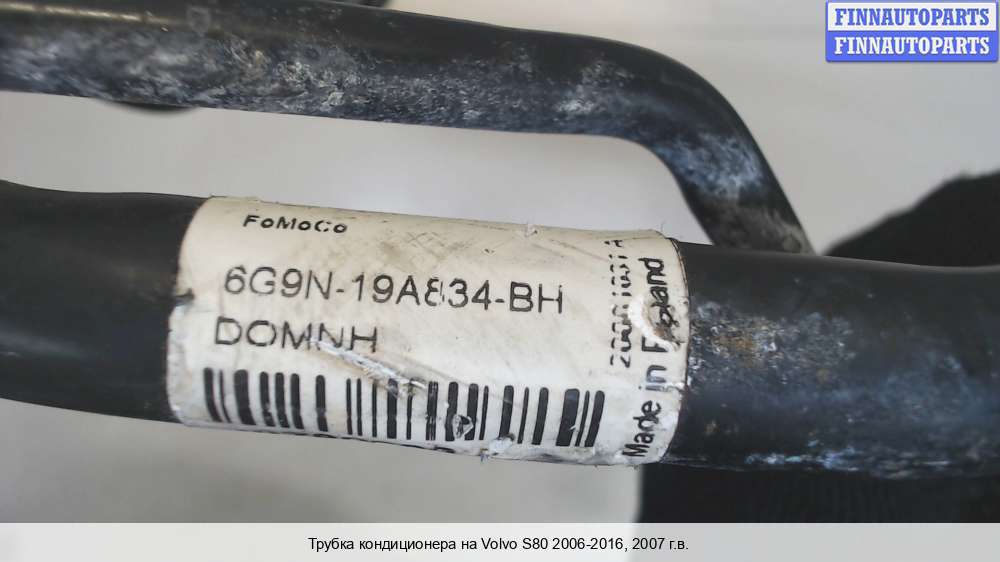 FINNAUTOPARTS
FINNAUTOPARTS
FoMoCo
6G9N-19A834-BH
DOMNH
Made in
Трубка кондиционера на Volvo S80 2006-2016, 2007 г.в.